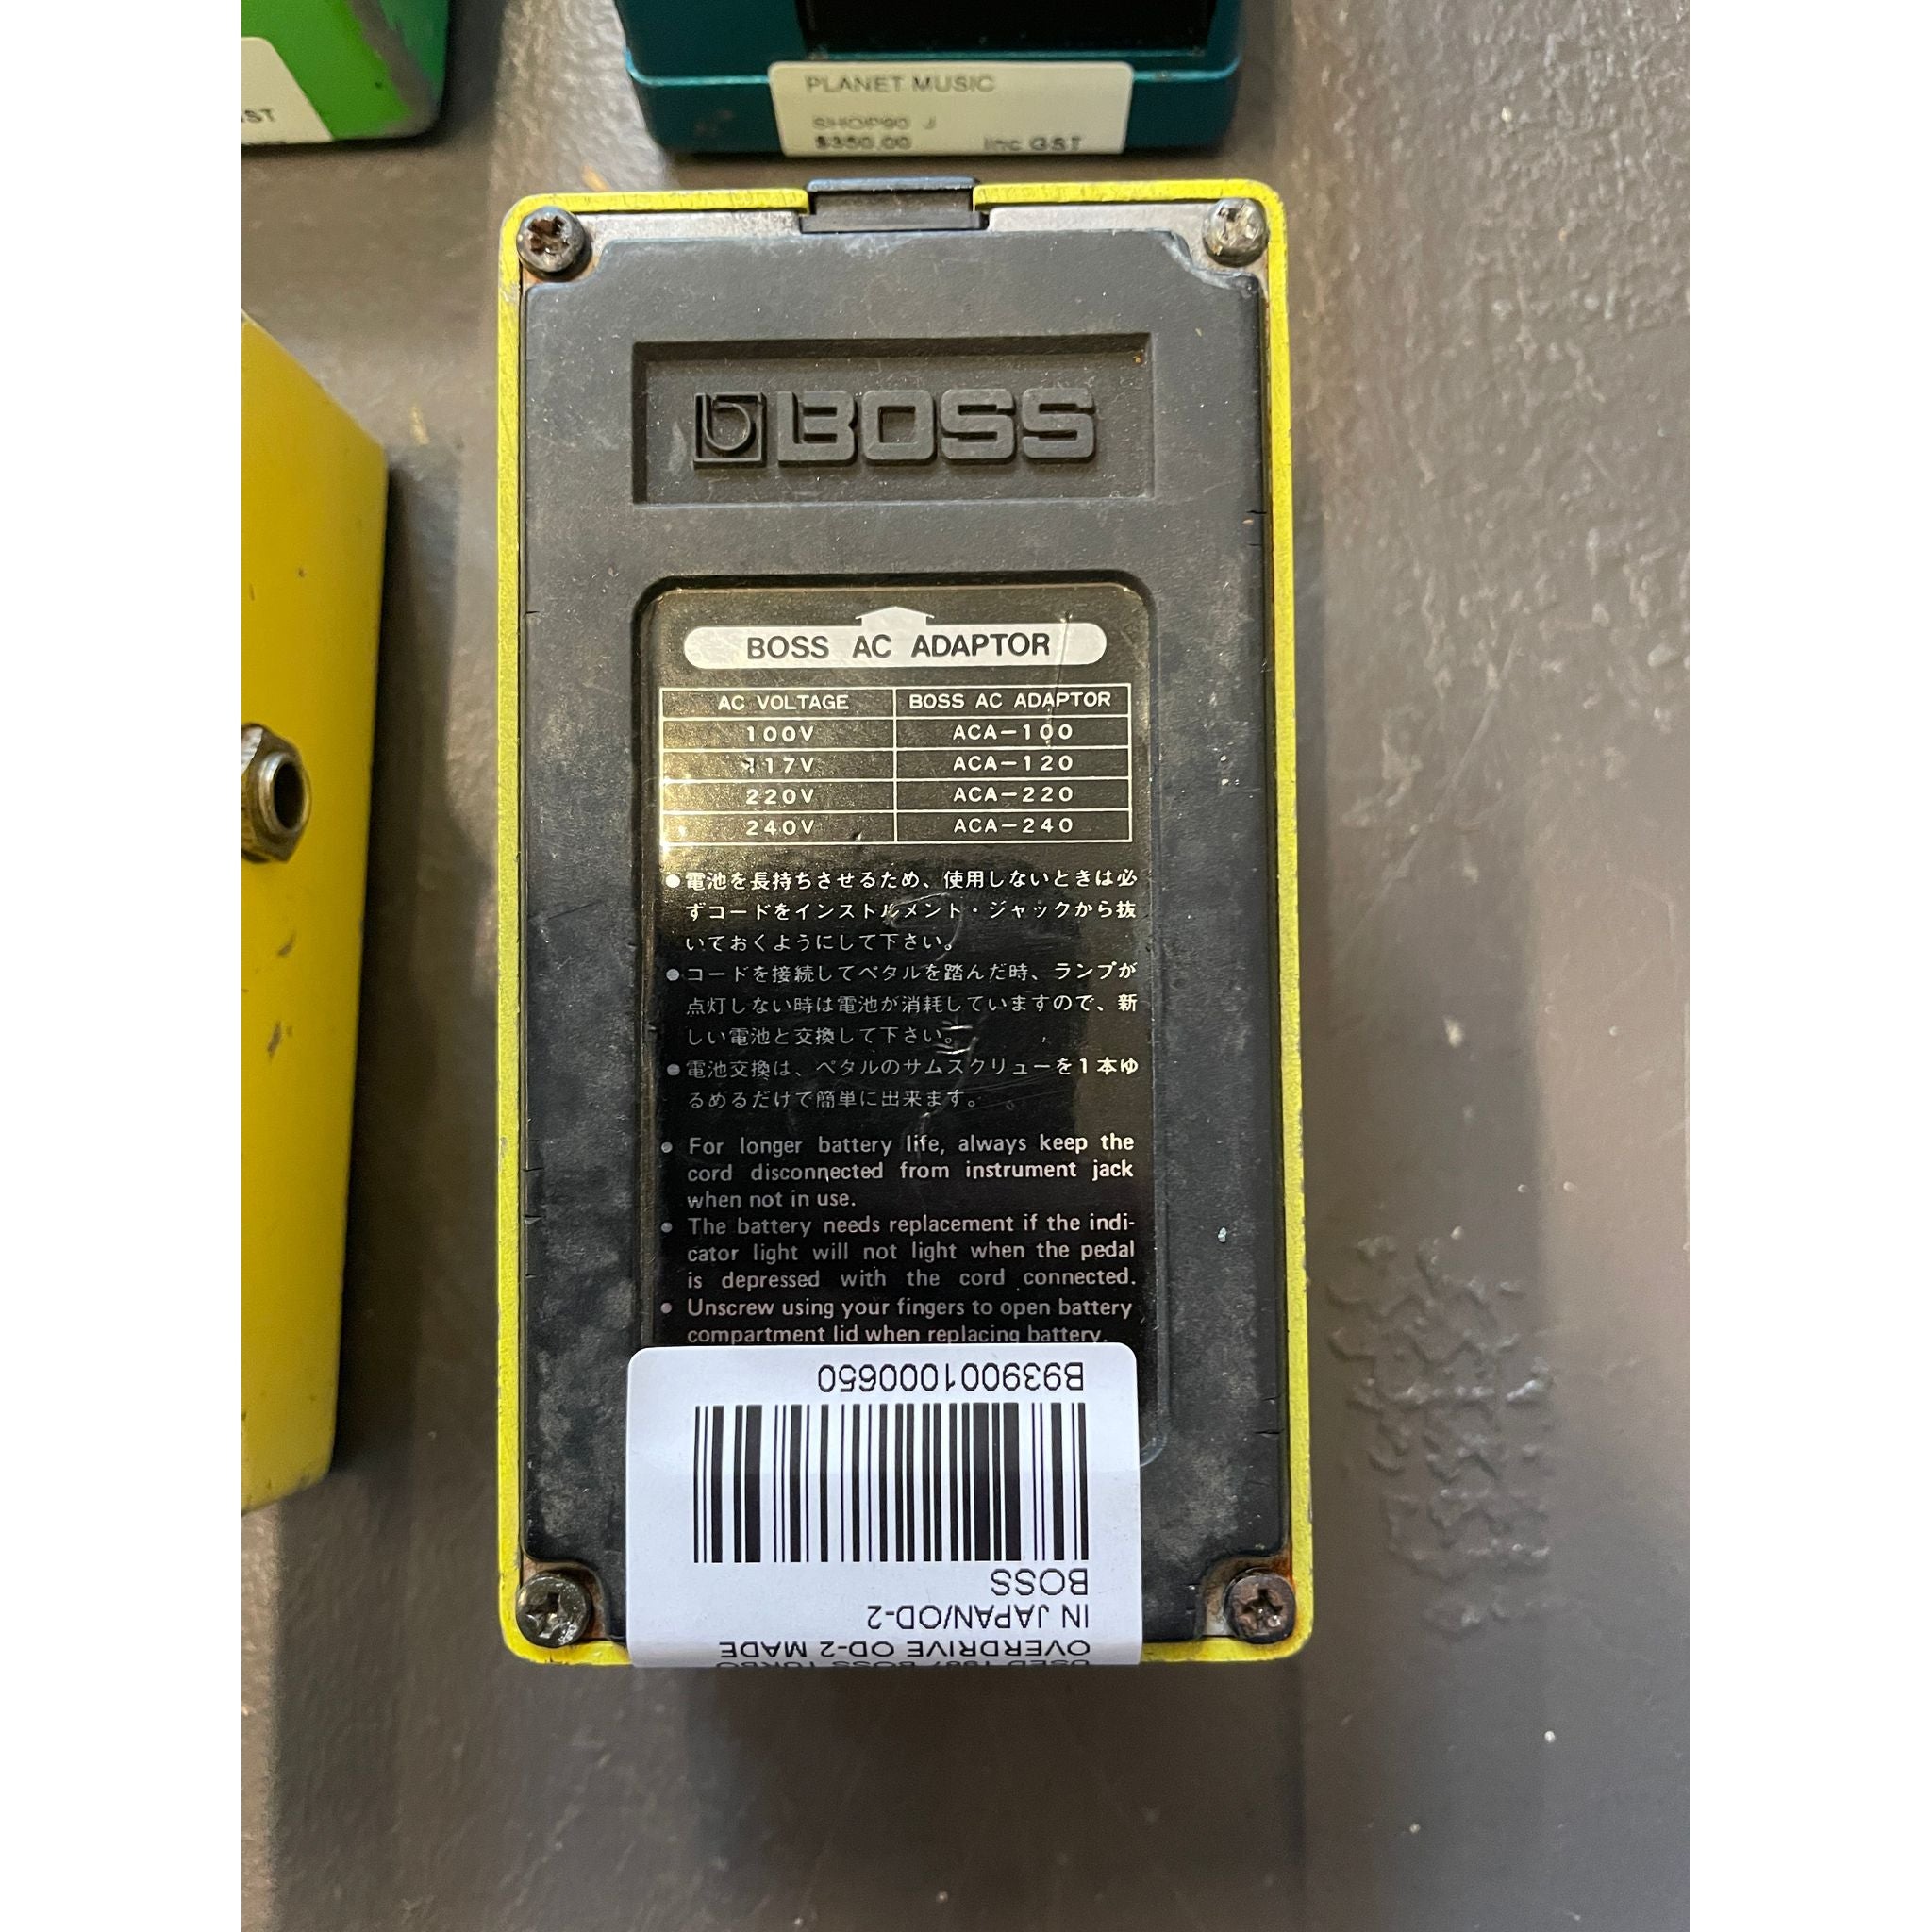 ST
PLANET MUSIC
$350.00 inc GST
BOSS
BOSS AC ADAPTOR
AC VOLTAGE BOSS AC ADAPTOR
100V ACA-100
117V ACA-120
220V ACA-220
240V ACA-240
●電池を長持ちさせるため、使用しないときは必
ずコードをインストルメント・ジャックから抜
いておくようにして下さい。
●コードを接続してペタルを踏んだ時、ランプが
点灯しない時は電池が消耗していますので、新
しい電池と交換して下さい。
●電池交換は、ペタルのサムスクリューを1本ゆ
るめるだけで簡単に出来ます。
● For longer battery life, always keep the
cord disconnected from instrument jack
when not in use.
● The battery needs replacement if the indi-
cator light will not light when the pedal
is depressed with the cord connected.
● Unscrew using your fingers to open battery
compartment lid when replacing battery.
OVERDRIVE OD-2 MADE
IN JAPAN/OD-2
BOSS
B939001000650